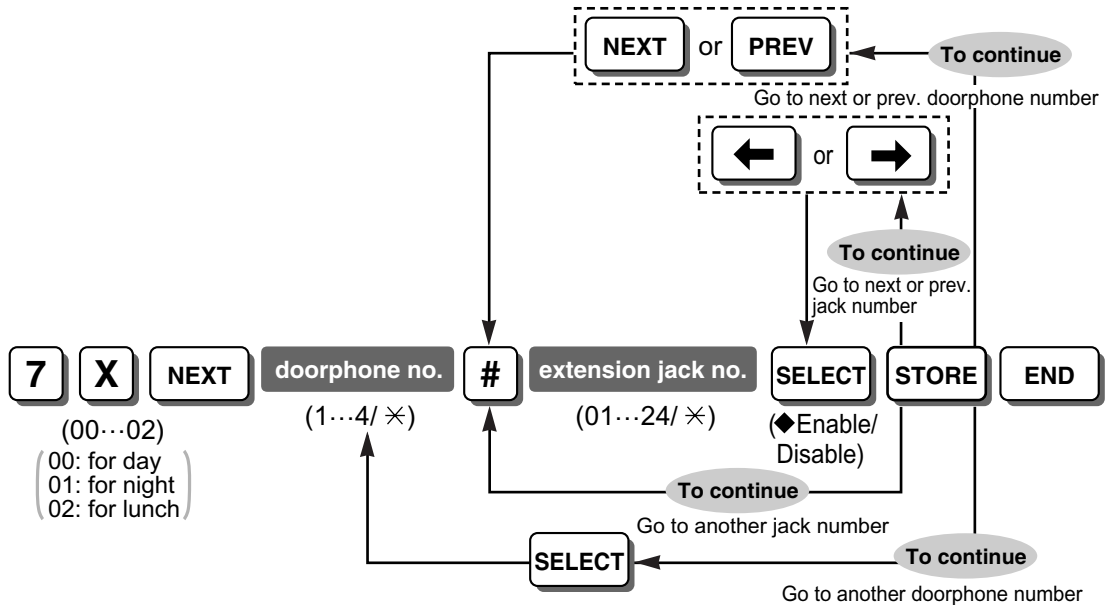 NEXT or PREV
To continue
Go to next or prev. doorphone number
← or →
To continue
Go to next or prev.
jack number
7 X NEXT doorphone no. # extension jack no. SELECT STORE END
(00···02)
(1···4/ ✳)
(01···24/ ✳)
(◆Enable/
Disable)
00: for day
01: for night
02: for lunch
To continue
Go to another jack number
SELECT
To continue
Go to another doorphone number